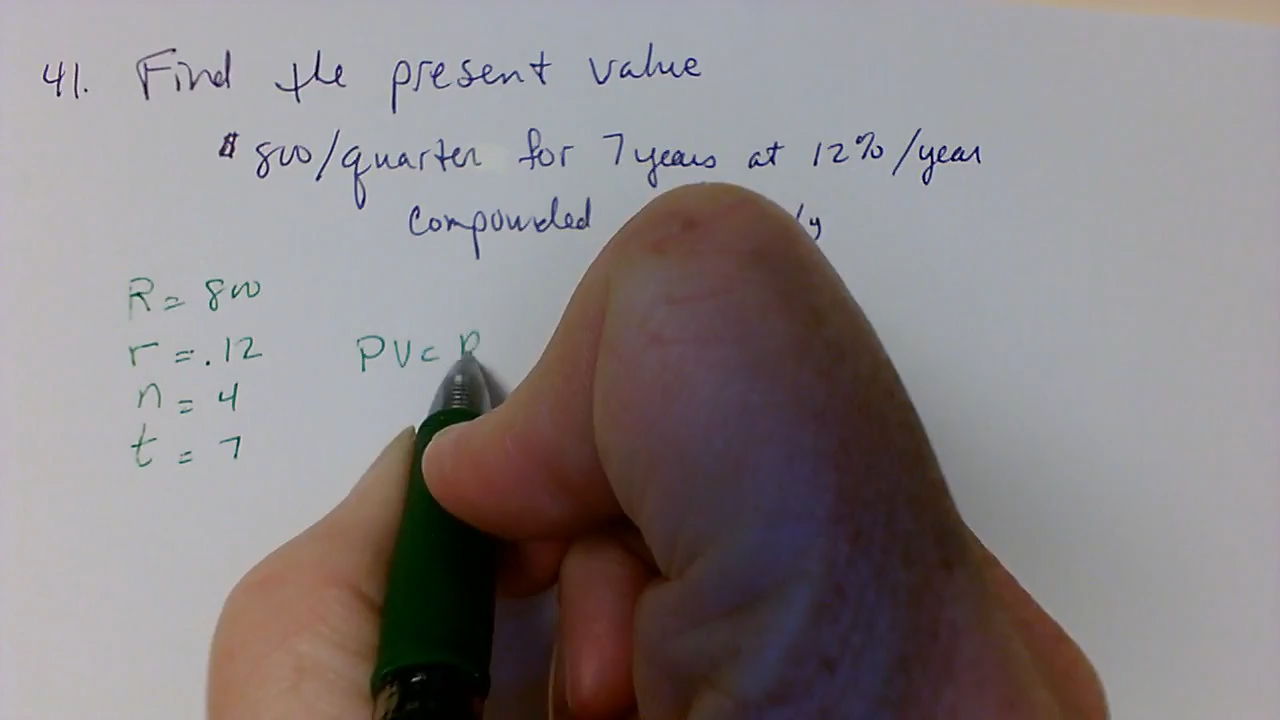 41. Find the present value
$ 800/quarter for 7 years at 12%/year
compounded
R = 800
r = .12
PV =
n = 4
t = 7